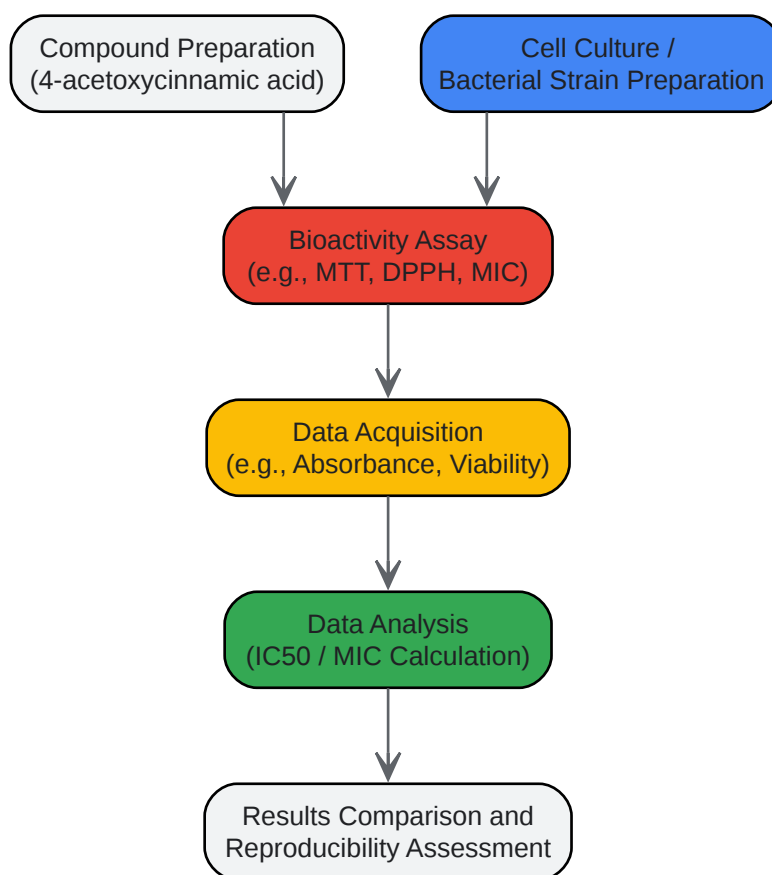 Compound Preparation
(4-acetoxycinnamic acid)
Cell Culture /
Bacterial Strain Preparation
Bioactivity Assay
(e.g., MTT, DPPH, MIC)
Data Acquisition
(e.g., Absorbance, Viability)
Data Analysis
(IC50 / MIC Calculation)
Results Comparison and
Reproducibility Assessment